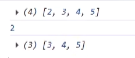 ▸ (4) [2, 3, 4, 5]
2
▸ (3) [3, 4, 5]